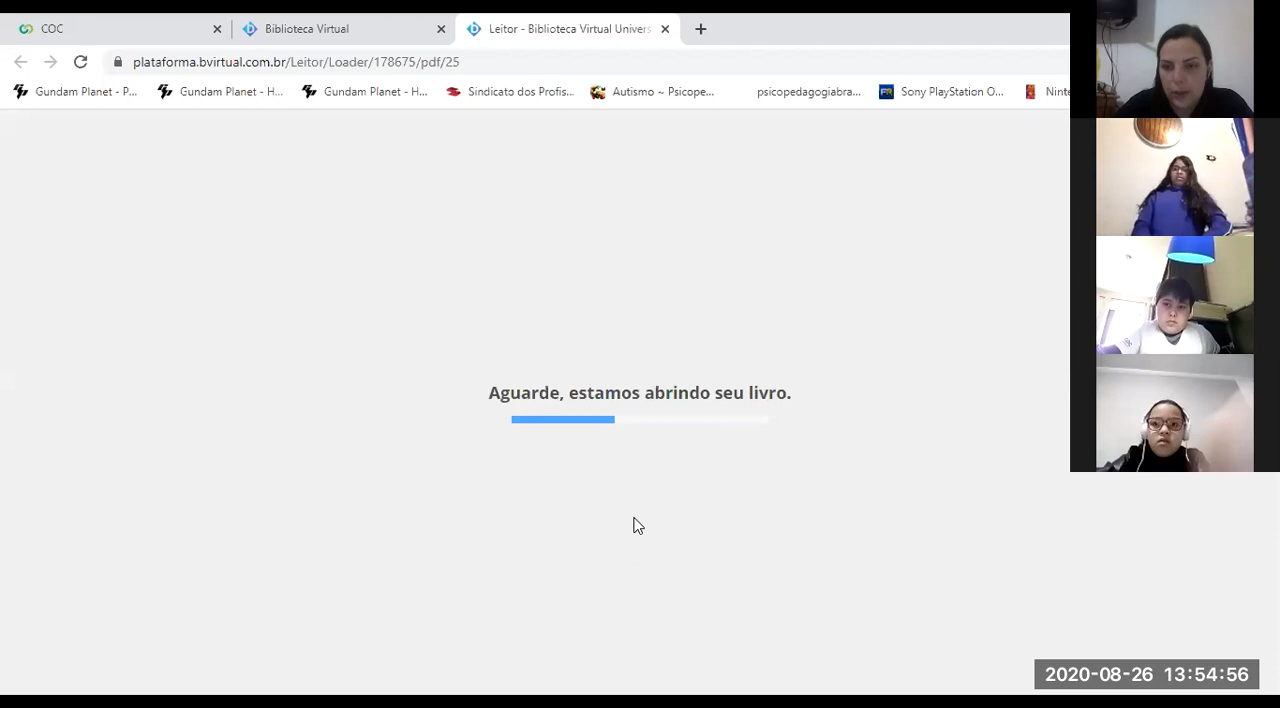 COC
Biblioteca Virtual
Leitor - Biblioteca Virtual Univers
plataforma.bvirtual.com.br/Leitor/Loader/178675/pdf/25
Gundam Planet - P...
Gundam Planet - H...
Gundam Planet - H...
Sindicato dos Profis...
Autismo ~ Psicope...
psicopedagogiabra...
Sony PlayStation O...
Ninte
Aguarde, estamos abrindo seu livro.
2020-08-26 13:54:56